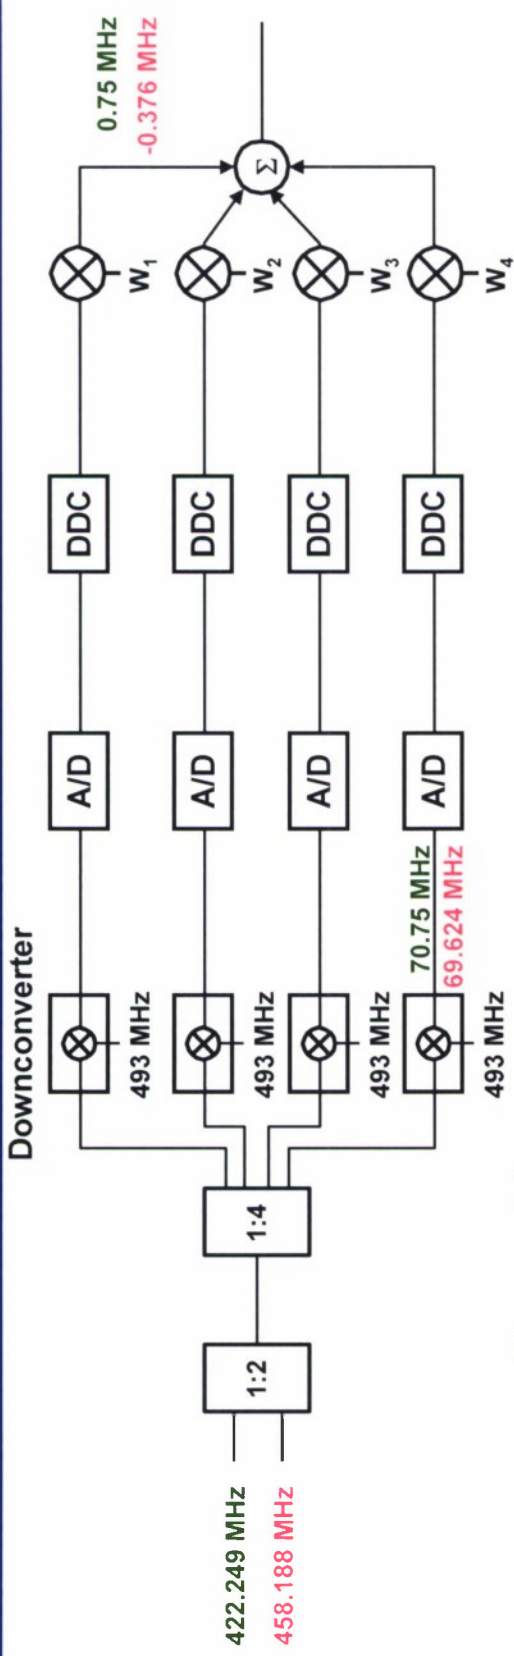 Downconverter
422.249 MHz
458.188 MHz
1:2
1:4
493 MHz
493 MHz
493 MHz
493 MHz
70.75 MHz
69.624 MHz
A/D
A/D
A/D
A/D
DDC
DDC
DDC
DDC
W1
W2
W3
W4
Σ
0.75 MHz
-0.376 MHz